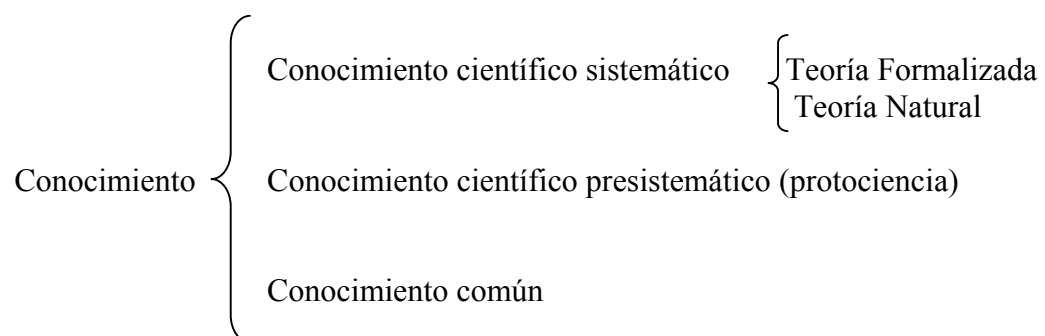 Conocimiento científico sistemático Teoría Formalizada
Teoría Natural
Conocimiento Conocimiento científico presistemático (protociencia)
Conocimiento común